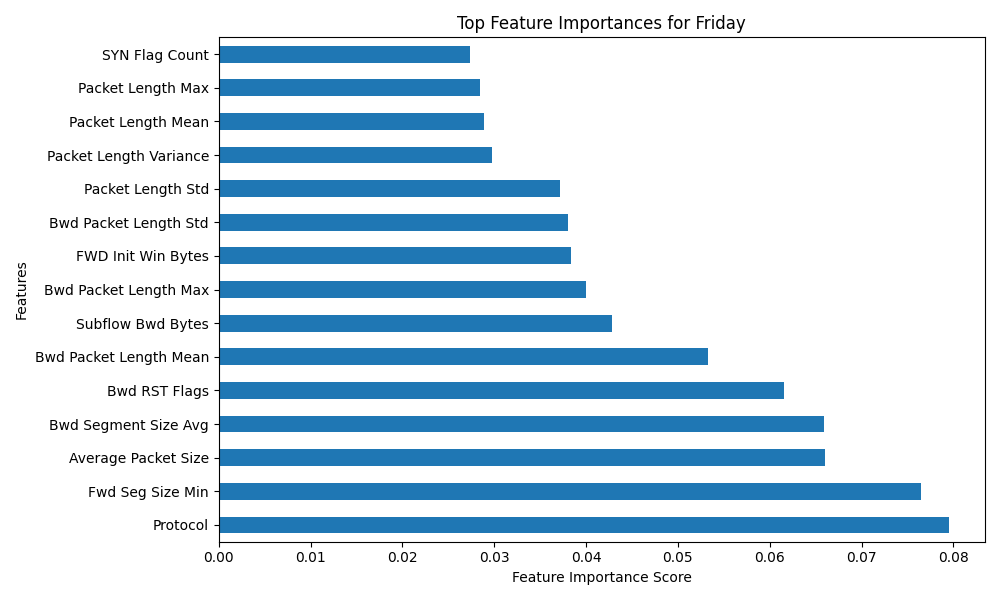 Top Feature Importances for Friday
Features
SYN Flag Count
Packet Length Max
Packet Length Mean
Packet Length Variance
Packet Length Std
Bwd Packet Length Std
FWD Init Win Bytes
Bwd Packet Length Max
Subflow Bwd Bytes
Bwd Packet Length Mean
Bwd RST Flags
Bwd Segment Size Avg
Average Packet Size
Fwd Seg Size Min
Protocol
0.00 0.01 0.02 0.03 0.04 0.05 0.06 0.07 0.08
Feature Importance Score